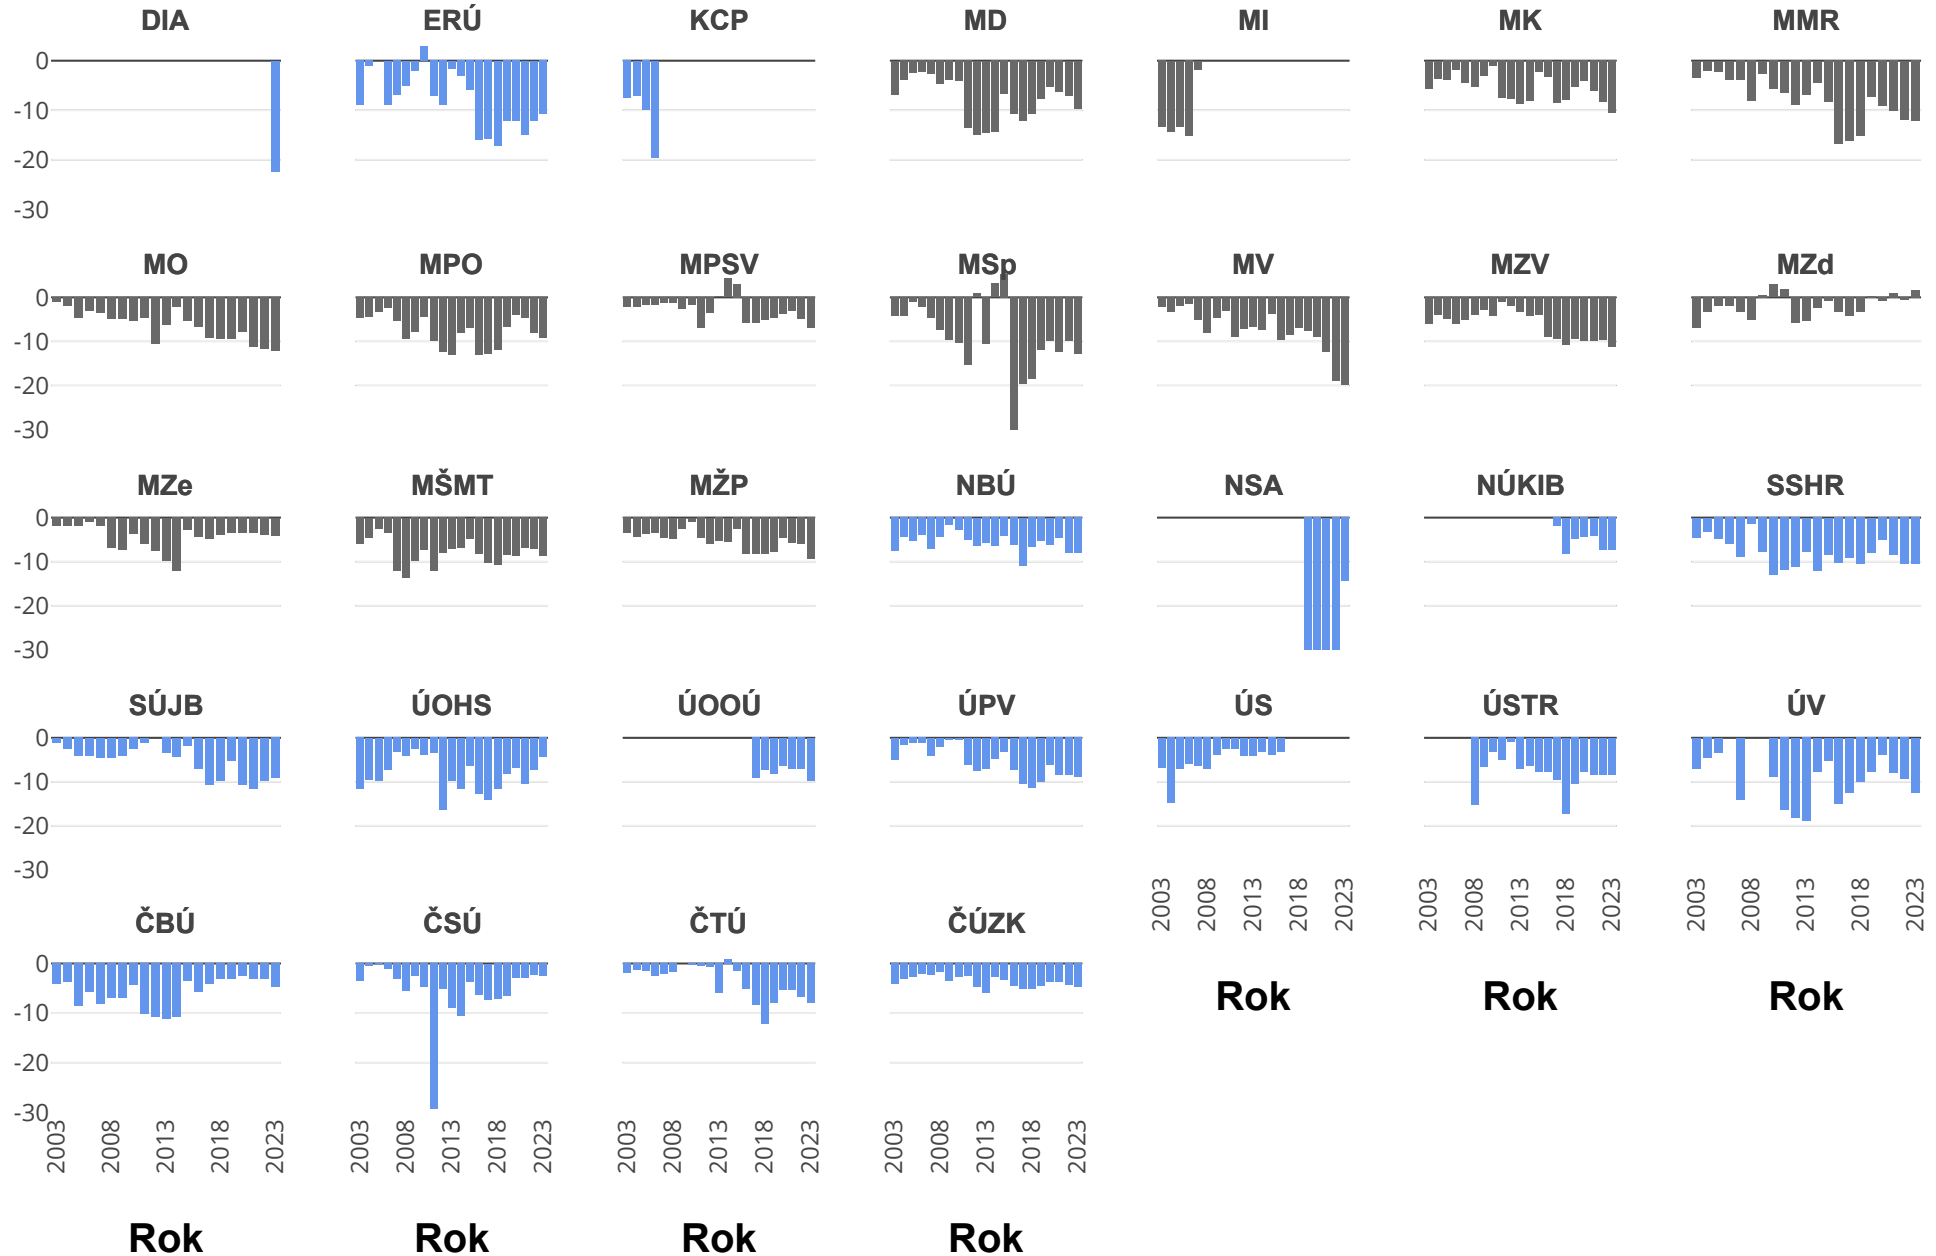 DIA ERÚ KCP MD MI MK MMR
0
-10
-20
-30
MO MPO MPSV MSp MV MZV MZd
0
-10
-20
-30
MZe MŠMT MŽP NBÚ NSA NÚKIB SSHR
0
-10
-20
-30
SÚJB ÚOHS ÚOOÚ ÚPV ÚS ÚSTR ÚV
0
-10
-20
-30
2003 2008 2013 2018 2023 2003 2008 2013 2018 2023 2003 2008 2013 2018 2023
ČBÚ ČSÚ ČTÚ ČÚZK
0
-10
-20
-30
Rok Rok Rok
2003 2008 2013 2018 2023 2003 2008 2013 2018 2023 2003 2008 2013 2018 2023 2003 2008 2013 2018 2023
Rok Rok Rok Rok